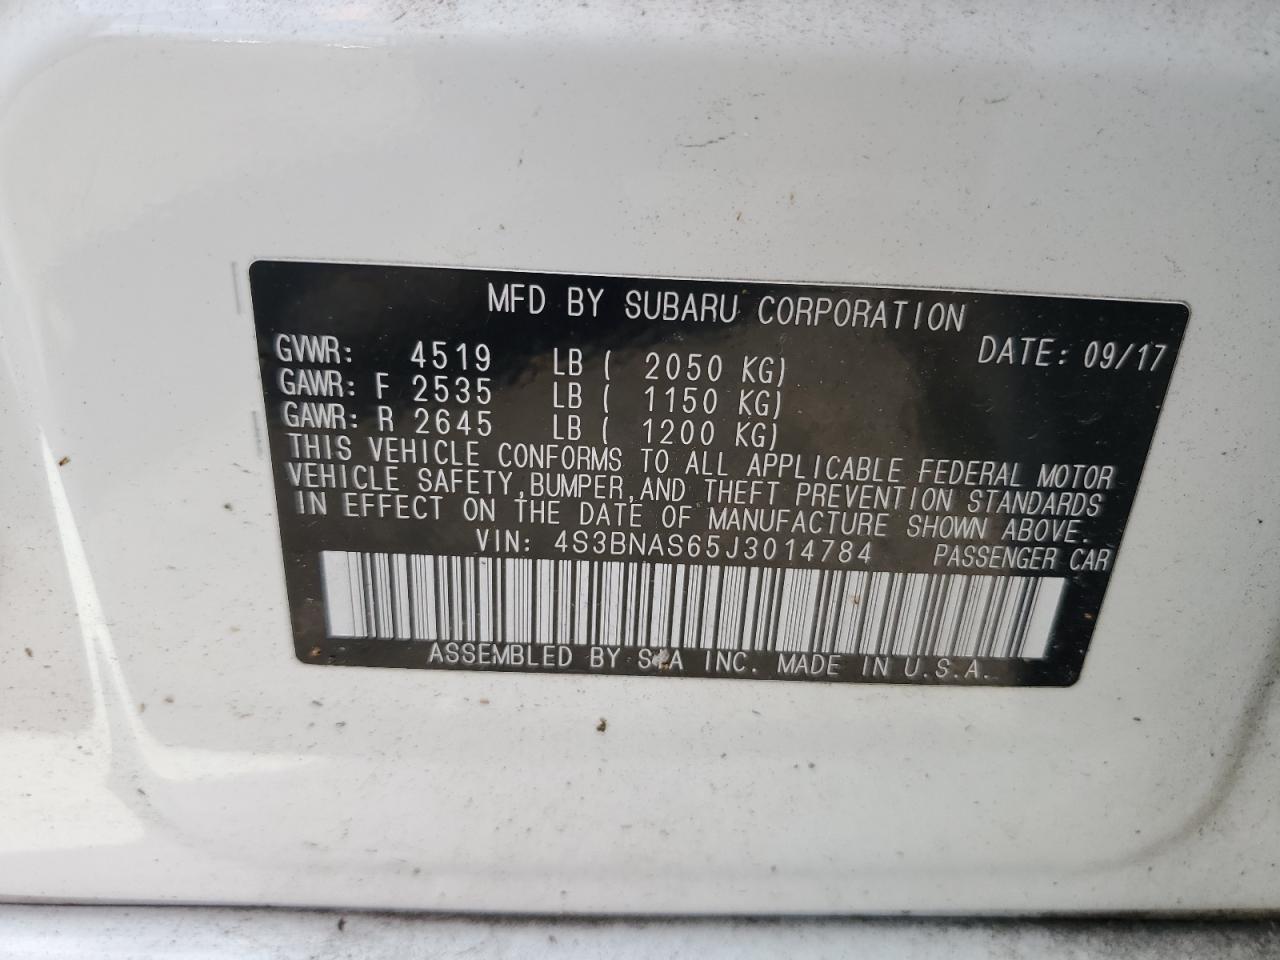 MFD BY SUBARU CORPORATION
DATE: 09/17
GVWR: 4519 LB ( 2050 KG)
GAWR: F 2535 LB ( 1150 KG)
GAWR: R 2645 LB ( 1200 KG)
THIS VEHICLE CONFORMS TO ALL APPLICABLE FEDERAL MOTOR
VEHICLE SAFETY,BUMPER,AND THEFT PREVENTION STANDARDS
IN EFFECT ON THE DATE OF MANUFACTURE SHOWN ABOVE.
VIN: 4S3BNAS65J3014784 PASSENGER CAR
ASSEMBLED BY SIA INC. MADE IN U.S.A.